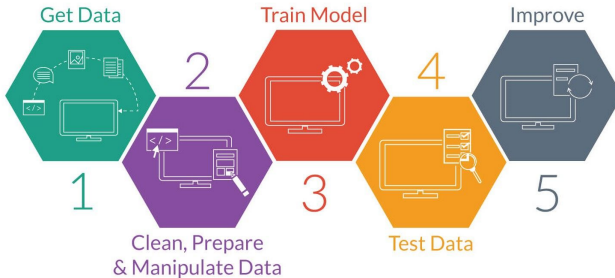 Get Data
Train Model
Improve
2
4
</>
</>
1
3
5
Clean, Prepare
& Manipulate Data
Test Data